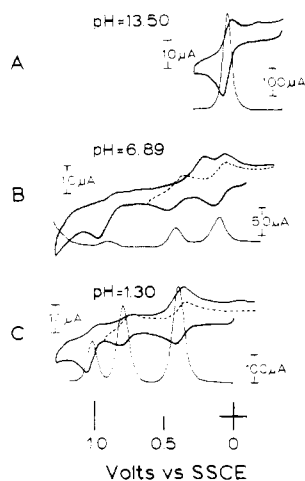 pH=13.50
A
10μA
100μA
pH=6.89
10μA
B
50μA
pH=1.30
10μA
C
100μA
1.0 0.5 0
Volts vs SSCE